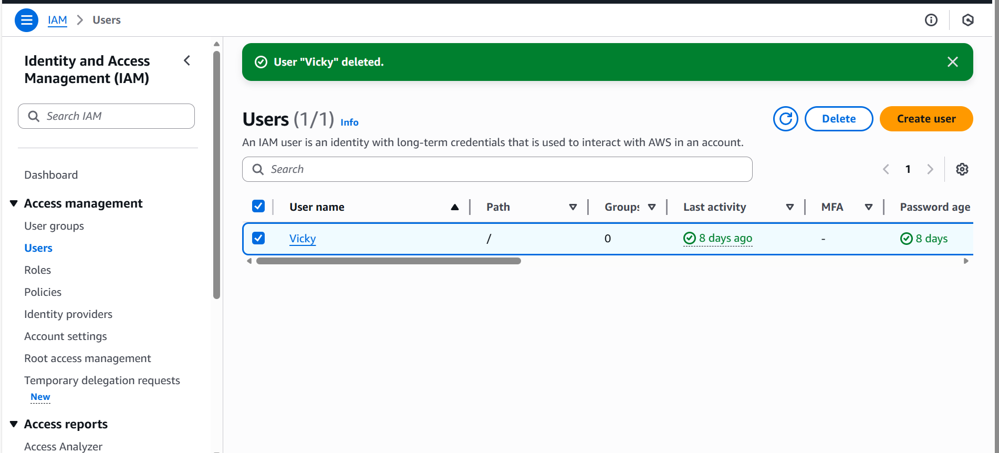 IAM > Users
Identity and Access
Management (IAM)
Search IAM
Dashboard
Access management
User groups
Users
Roles
Policies
Identity providers
Account settings
Root access management
Temporary delegation requests
New
Access reports
Access Analyzer
User "Vicky" deleted.
Users (1/1) Info
Delete
Create user
An IAM user is an identity with long-term credentials that is used to interact with AWS in an account.
Search
1
User name Path Groups Last activity MFA Password age
Vicky / 0 8 days ago - 8 days